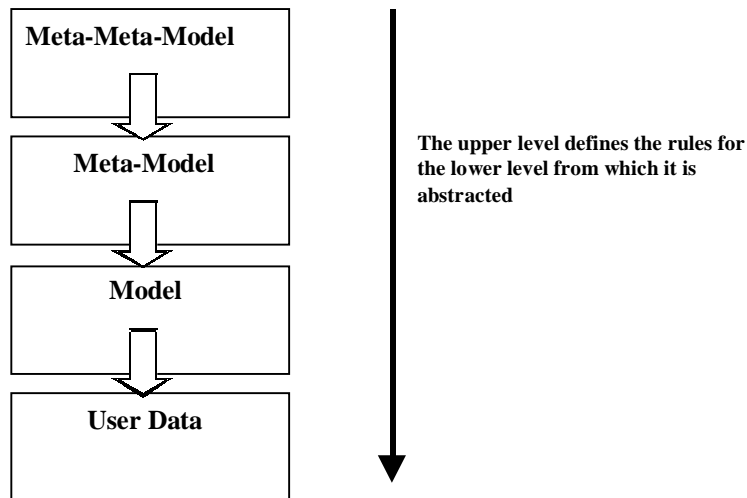 Meta-Meta-Model
The upper level defines the rules for
Meta-Model
the lower level from which it is
abstracted
Model
User Data